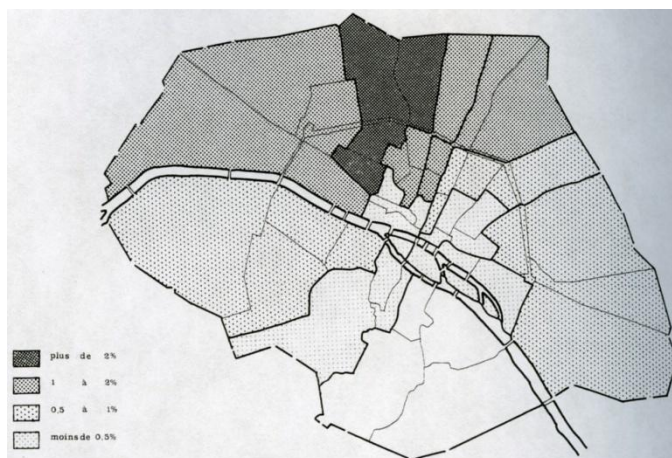 plus de 2%
1 à 2%
0,5 à 1%
moins de 0,5%